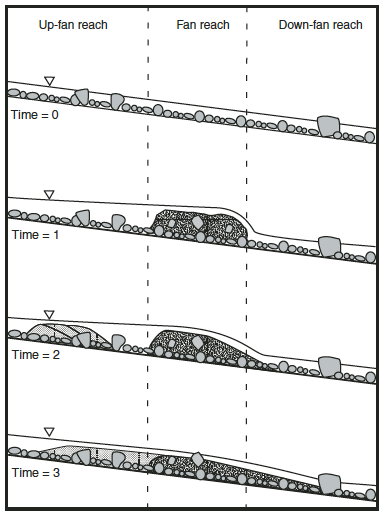 Up-fan reach Fan reach Down-fan reach
Time = 0
Time = 1
Time = 2
Time = 3